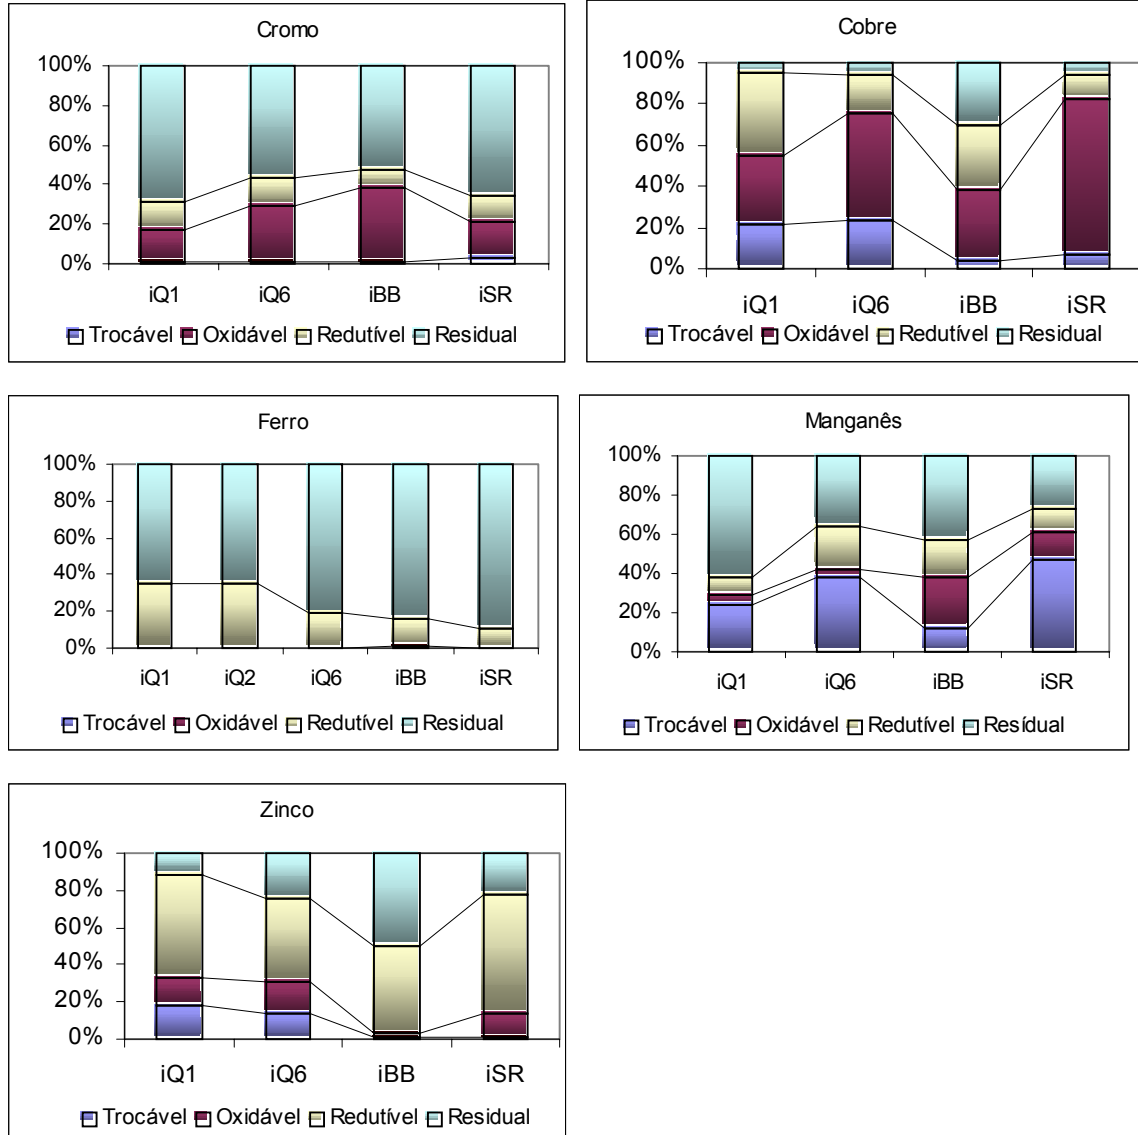 Cromo
100%
80%
60%
40%
20%
0%
iQ1 iQ6 iBB iSR
Trocável Oxidável Redutível Residual
Cobre
100%
80%
60%
40%
20%
0%
iQ1 iQ6 iBB iSR
Trocável Oxidável Redutível Residual
Ferro
100%
80%
60%
40%
20%
0%
iQ1 iQ2 iQ6 iBB iSR
Trocável Oxidável Redutível Residual
Manganês
100%
80%
60%
40%
20%
0%
iQ1 iQ6 iBB iSR
Trocável Oxidável Redutível Resídual
Zinco
100%
80%
60%
40%
20%
0%
iQ1 iQ6 iBB iSR
Trocável Oxidável Redutível Residual